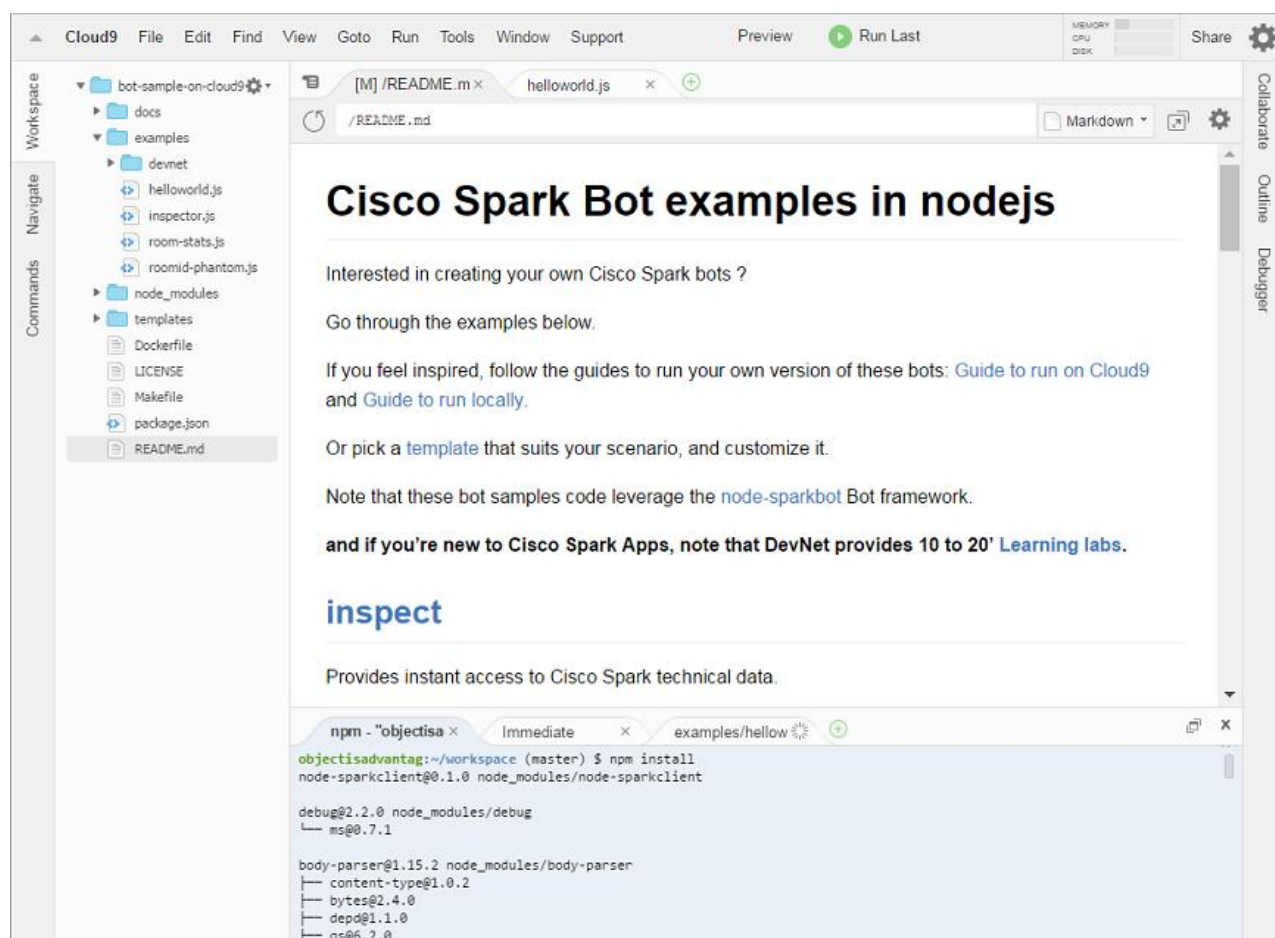 Cloud9 File Edit Find View Goto Run Tools Window Support Preview Run Last MEMORY CPU DISK Share
Workspace
Navigate
Commands
bot-sample-on-cloud9
docs
examples
devnet
helloworld.js
inspector.js
room-stats.js
roomid-phantom.js
node_modules
templates
Dockerfile
LICENSE
Makefile
package.json
README.md
[M] /README.m × helloworld.js ×
/README.md Markdown
Cisco Spark Bot examples in nodejs
Interested in creating your own Cisco Spark bots ?
Go through the examples below.
If you feel inspired, follow the guides to run your own version of these bots: Guide to run on Cloud9
and Guide to run locally.
Or pick a template that suits your scenario, and customize it.
Note that these bot samples code leverage the node-sparkbot Bot framework.
and if you’re new to Cisco Spark Apps, note that DevNet provides 10 to 20’ Learning labs.
inspect
Provides instant access to Cisco Spark technical data.
npm - "objectisa × Immediate × examples/hellow
objectisadvantag:~/workspace (master) $ npm install
node-sparkclient@0.1.0 node_modules/node-sparkclient
debug@2.2.0 node_modules/debug
└── ms@0.7.1
body-parser@1.15.2 node_modules/body-parser
├── content-type@1.0.2
├── bytes@2.4.0
├── depd@1.1.0
├── qs@6.2.0
Collaborate
Outline
Debugger